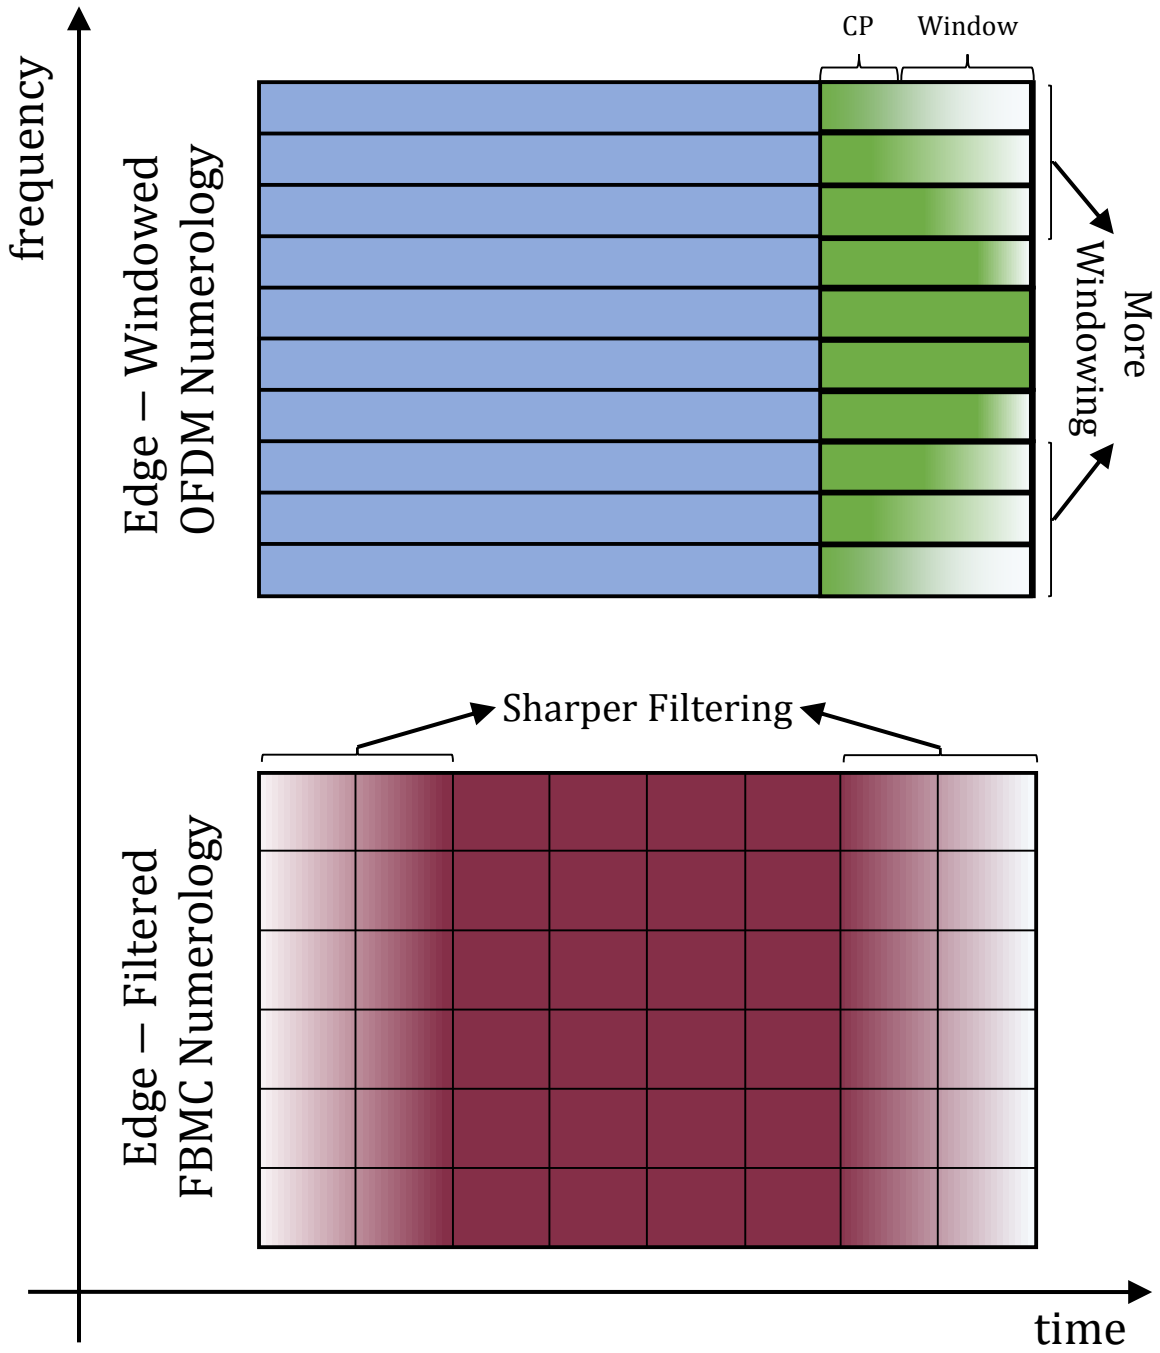 CP
Window
frequency
Edge – Windowed
OFDM Numerology
More
Windowing
Sharper Filtering
Edge – Filtered
FBMC Numerology
time